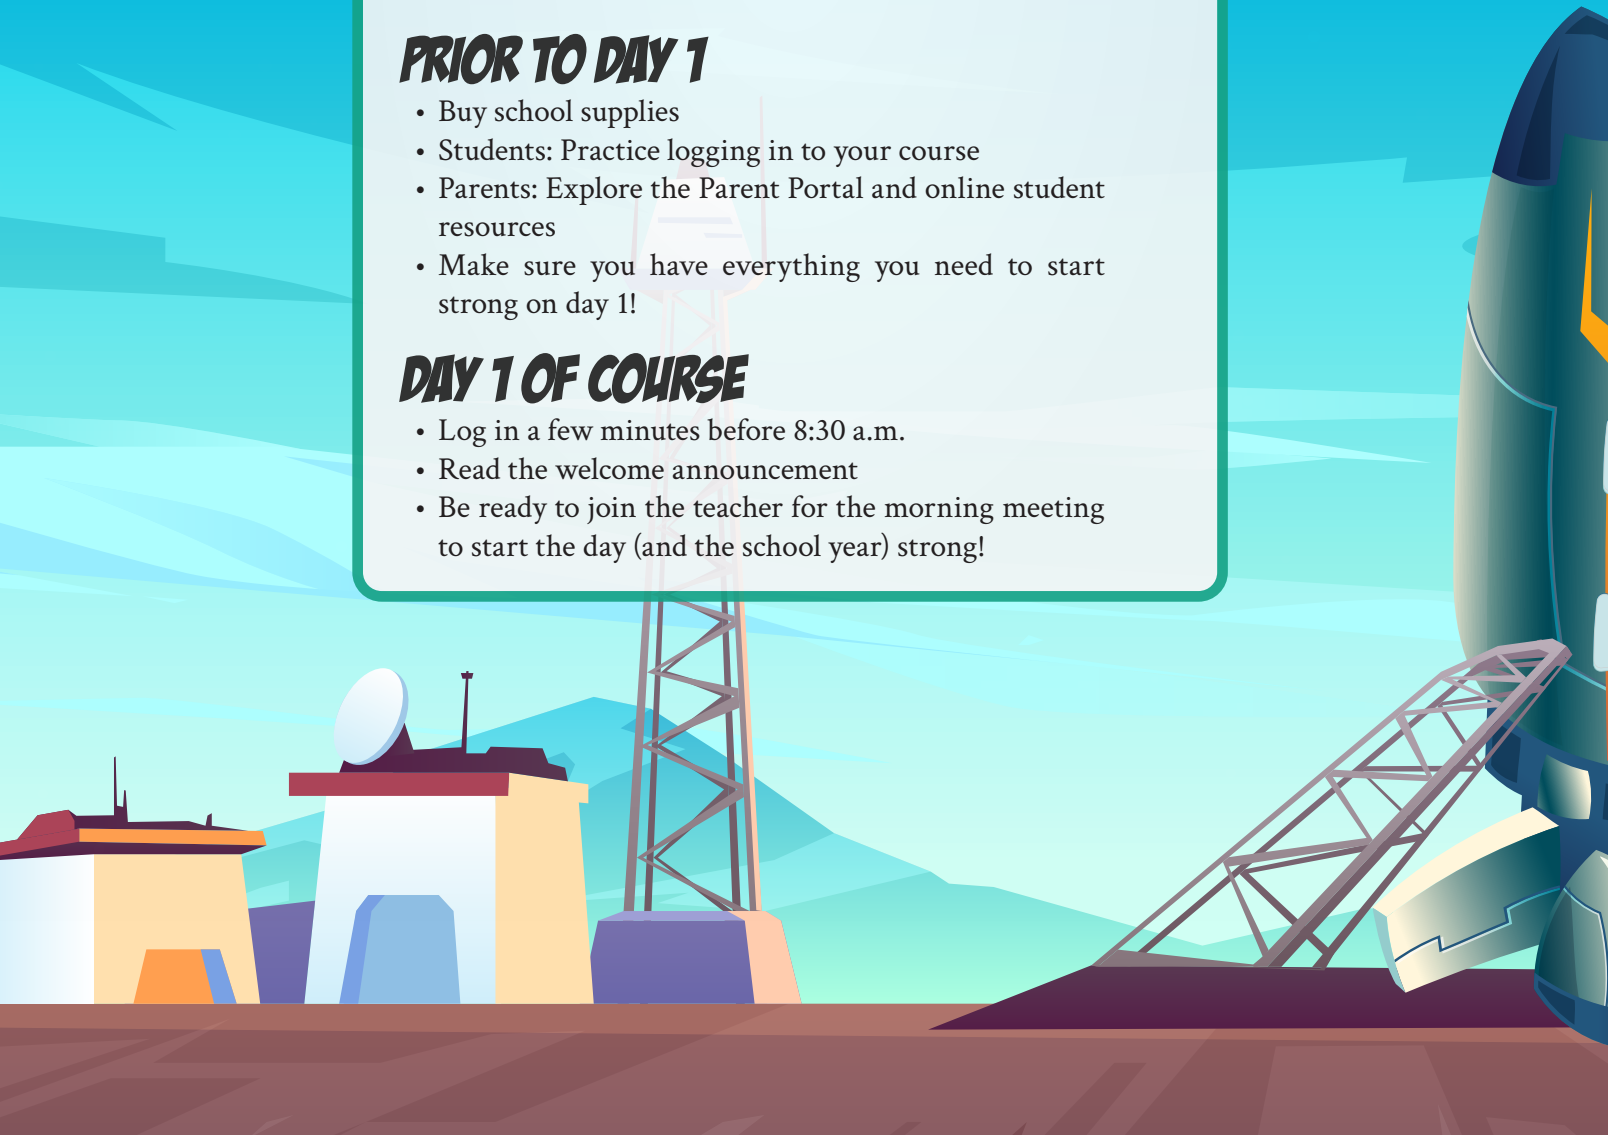 PRIOR TO DAY 1
• Buy school supplies
• Students: Practice logging in to your course
• Parents: Explore the Parent Portal and online student
resources
• Make sure you have everything you need to start
strong on day 1!
DAY 1 OF COURSE
• Log in a few minutes before 8:30 a.m.
• Read the welcome announcement
• Be ready to join the teacher for the morning meeting
to start the day (and the school year) strong!